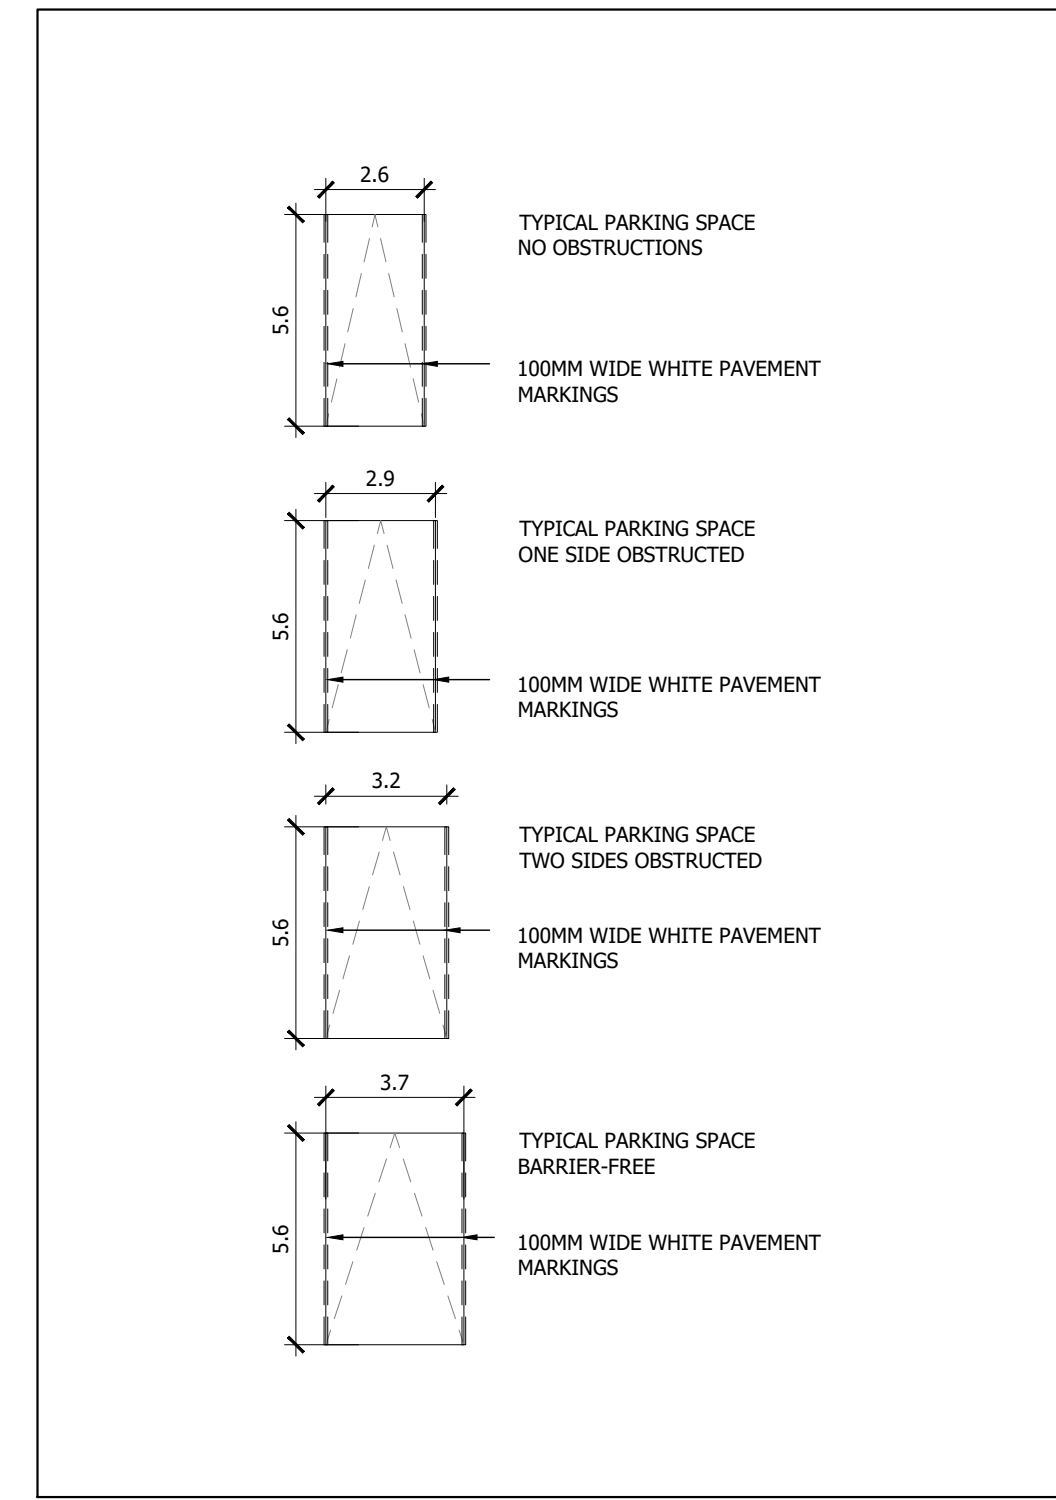 2.6
5.6
TYPICAL PARKING SPACE
NO OBSTRUCTIONS
100MM WIDE WHITE PAVEMENT
MARKINGS
2.9
5.6
TYPICAL PARKING SPACE
ONE SIDE OBSTRUCTED
100MM WIDE WHITE PAVEMENT
MARKINGS
3.2
5.6
TYPICAL PARKING SPACE
TWO SIDES OBSTRUCTED
100MM WIDE WHITE PAVEMENT
MARKINGS
3.7
5.6
TYPICAL PARKING SPACE
BARRIER-FREE
100MM WIDE WHITE PAVEMENT
MARKINGS